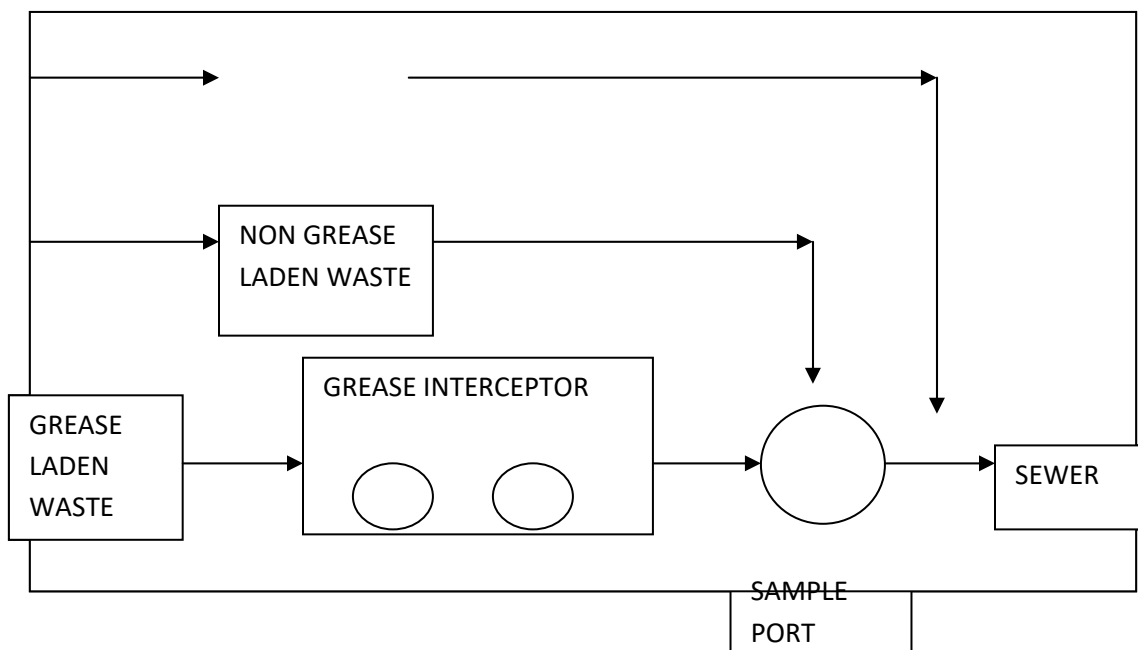 NON GREASE
LADEN WASTE
GREASE INTERCEPTOR
GREASE
LADEN
WASTE
SEWER
SAMPLE
PORT